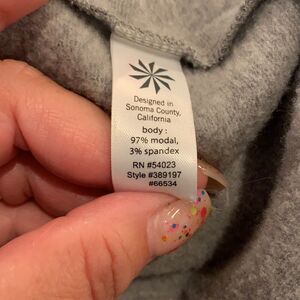 Designed in
Sonoma County,
California
body :
97% modal,
3% spandex
RN #54023
Style #389197
#66534